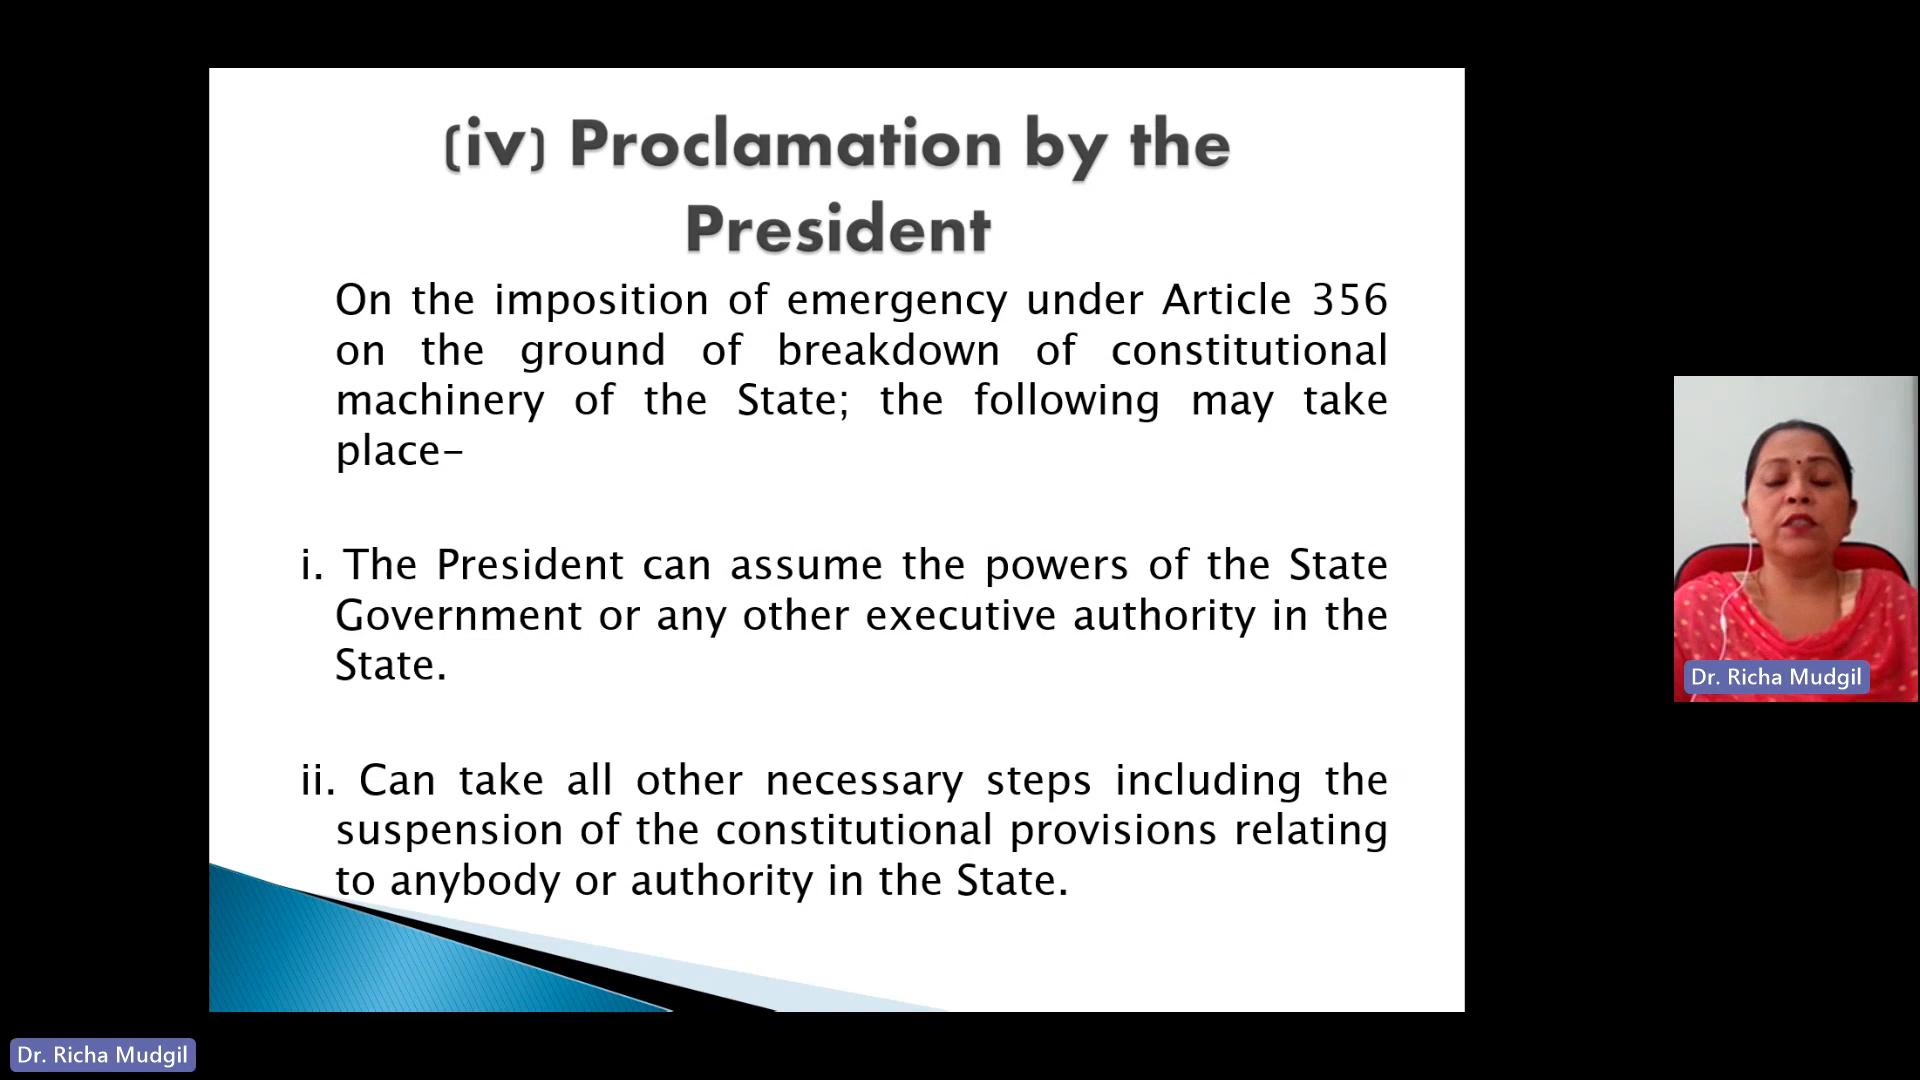 (iv) Proclamation by the
President
On the imposition of emergency under Article 356
on the ground of breakdown of constitutional
machinery of the State; the following may take
place-
i. The President can assume the powers of the State
Government or any other executive authority in the
State.
ii. Can take all other necessary steps including the
suspension of the constitutional provisions relating
to anybody or authority in the State.
Dr. Richa Mudgil
Dr. Richa Mudgil